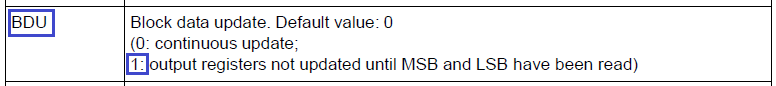 BDU
Block data update. Default value: 0
(0: continuous update;
1: output registers not updated until MSB and LSB have been read)